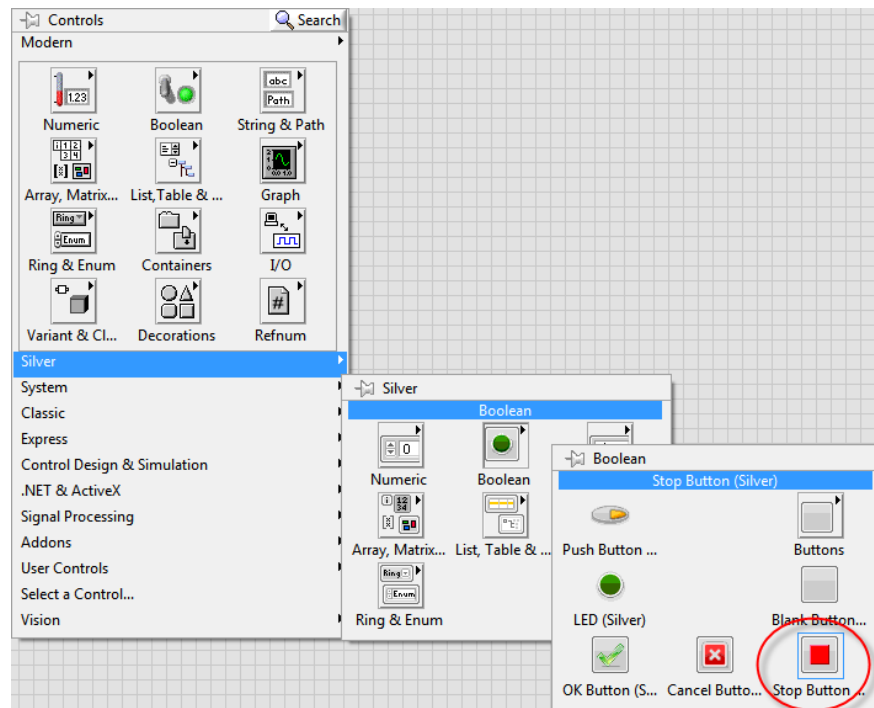 Controls
Search
Modern
1.23
abc
Path
Numeric
Boolean
String & Path
Array, Matrix...
List,Table & ...
Graph
Ring
Enum
Ring & Enum
Containers
I/O
#
Variant & Cl...
Decorations
Refnum
Silver
System
Classic
Express
Control Design & Simulation
.NET & ActiveX
Signal Processing
Addons
User Controls
Select a Control...
Vision
Silver
Boolean
0
Numeric
Boolean
Array, Matrix...
List, Table & ...
Ring
Enum
Ring & Enum
Boolean
Stop Button (Silver)
Push Button ...
Buttons
LED (Silver)
Blank Button...
OK Button (S...
Cancel Butto...
Stop Button ...